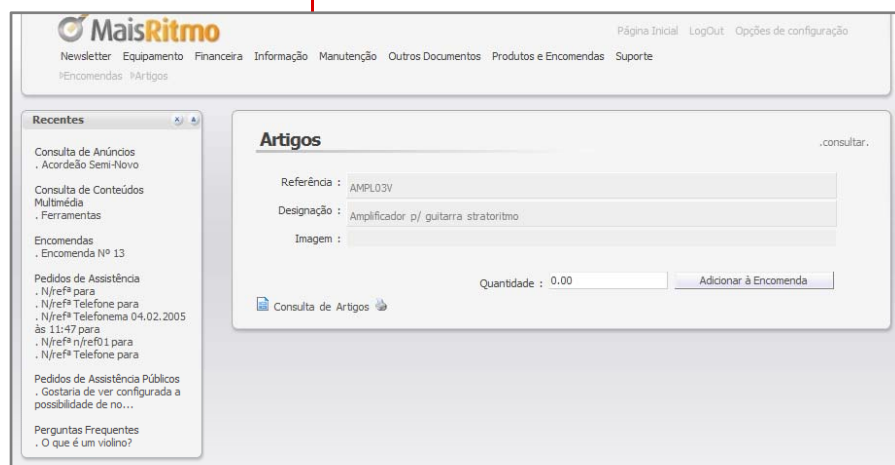 MaisRitmo
Página Inicial LogOut Opções de configuração
Newsletter Equipamento Financeira Informação Manutenção Outros Documentos Produtos e Encomendas Suporte
»Encomendas »Artigos
Recentes
Consulta de Anúncios
. Acordeão Semi-Novo
Consulta de Conteúdos
Multimédia
. Ferramentas
Encomendas
. Encomenda Nº 13
Pedidos de Assistência
. N/refª para
. N/refª Telefone para
. N/refª Telefonema 04.02.2005
às 11:47 para
. N/refª n/ref01 para
. N/refª Telefone para
Pedidos de Assistência Públicos
. Gostaria de ver configurada a
possibilidade de no...
Perguntas Frequentes
. O que é um violino?
Artigos
.consultar.
Referência : AMPL03V
Designação : Amplificador p/ guitarra stratoritmo
Imagem :
Quantidade : 0.00 Adicionar à Encomenda
Consulta de Artigos